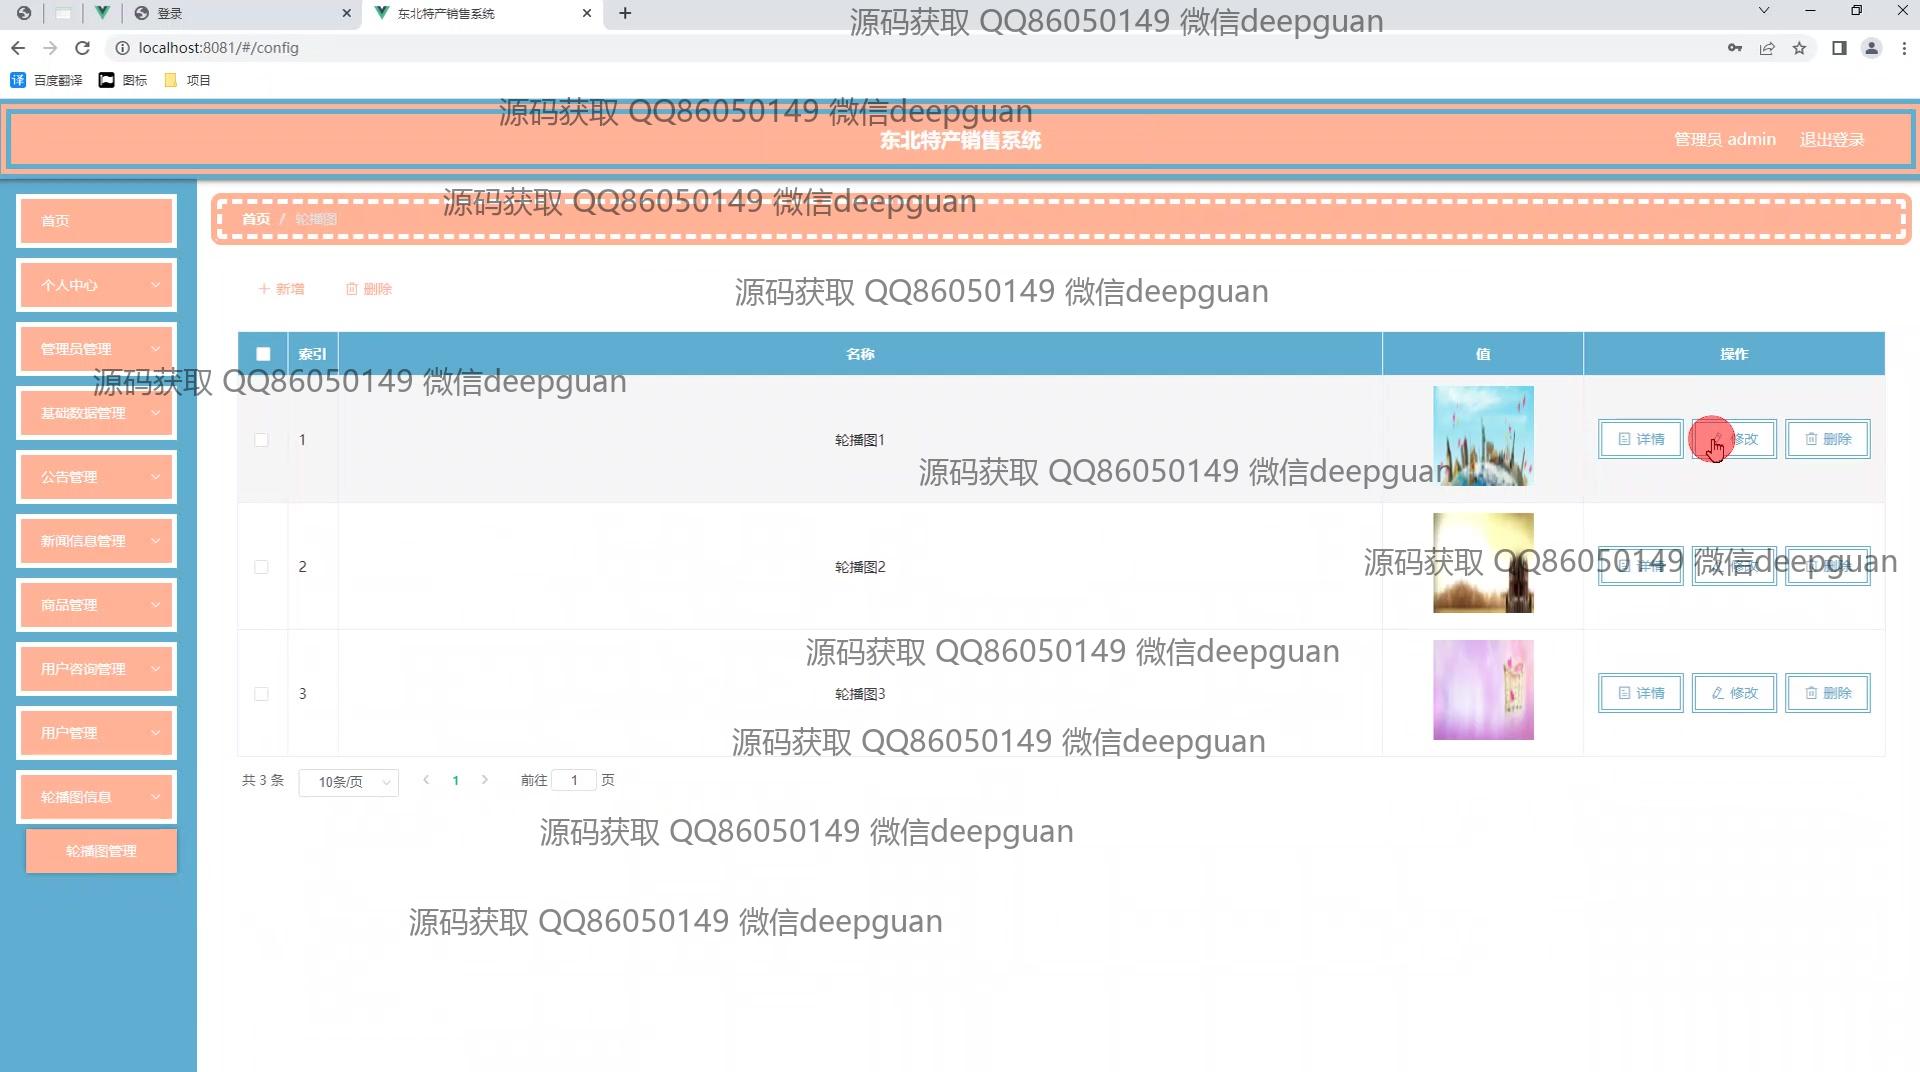 登录
东北特产销售系统
源码获取 QQ86050149 微信deepguan
localhost:8081/#/config
百度翻译
图标
项目
源码获取 QQ86050149 微信deepguan
东北特产销售系统
管理员 admin
退出登录
源码获取 QQ86050149 微信deepguan
首页 / 轮播图
首页
个人中心
管理员管理
基础数据管理
公告管理
新闻信息管理
商品管理
用户咨询管理
用户管理
轮播图信息
轮播图管理
新增
删除
源码获取 QQ86050149 微信deepguan
索引
名称
值
操作
源码获取 QQ86050149 微信deepguan
1
轮播图1
详情
修改
删除
源码获取 QQ86050149 微信deepguan
2
轮播图2
详情
修改
删除
源码获取 QQ86050149 微信deepguan
源码获取 QQ86050149 微信deepguan
3
轮播图3
详情
修改
删除
源码获取 QQ86050149 微信deepguan
共 3 条
10条/页
1
前往 1 页
源码获取 QQ86050149 微信deepguan
源码获取 QQ86050149 微信deepguan